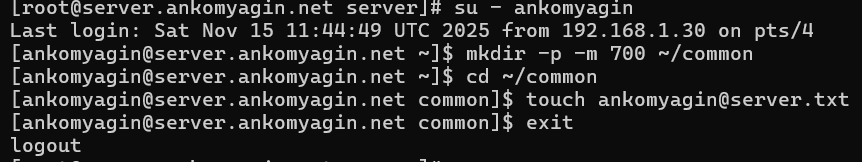 [root@server.ankomyagin.net server]# su - ankomyagin
Last login: Sat Nov 15 11:44:49 UTC 2025 from 192.168.1.30 on pts/4
[ankomyagin@server.ankomyagin.net ~]$ mkdir -p -m 700 ~/common
[ankomyagin@server.ankomyagin.net ~]$ cd ~/common
[ankomyagin@server.ankomyagin.net common]$ touch ankomyagin@server.txt
[ankomyagin@server.ankomyagin.net common]$ exit
logout